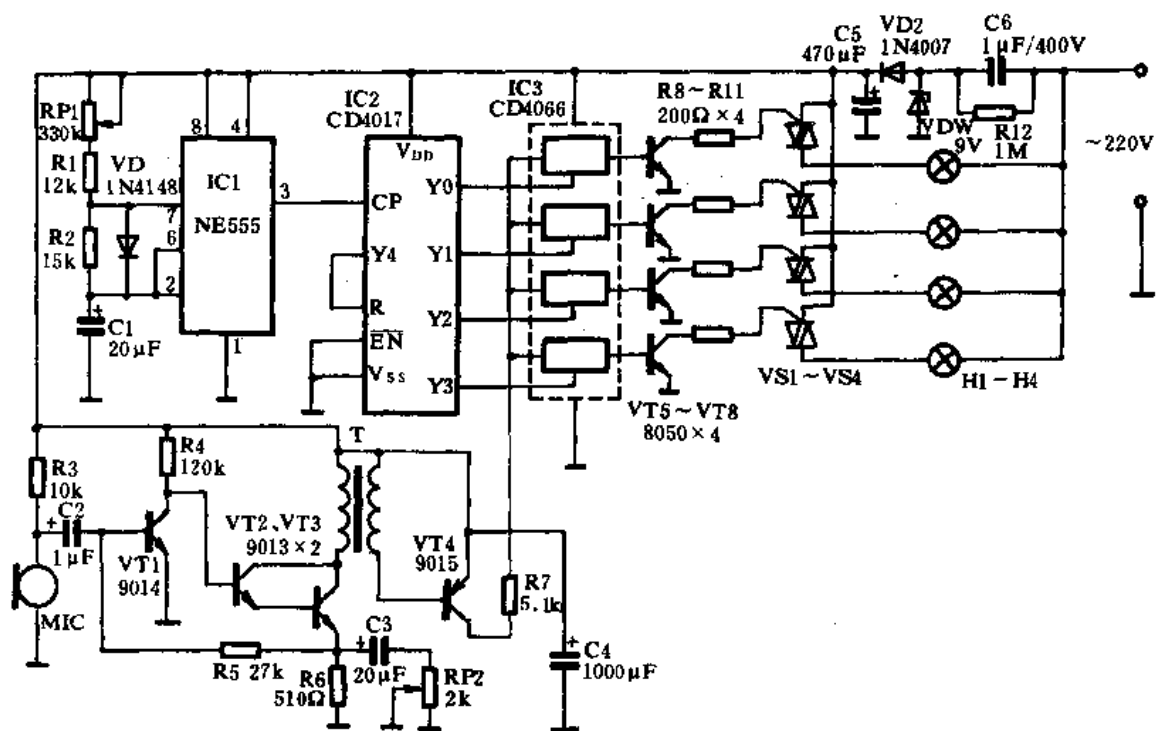 C5
470μF
VD2
1N4007
C6
1μF/400V
RP1
330k
8
4
IC2
CD4017
IC3
CD4066
R8～R11
200Ω×4
VDW
9V
R12
1M
～220V
R1
12k
VD
1N4148
IC1
NE555
3
7
6
2
1
R2
15k
C1
20μF
VDD
CP
Y4
R
EN
VSS
Y0
Y1
Y2
Y3
VS1～VS4
H1～H4
VT5～VT8
8050×4
R3
10k
R4
120k
T
C2
1μF
VT1
9014
VT2、VT3
9013×2
VT4
9015
R7
5.1k
MIC
R5 27k
R6
510Ω
C3
20μF
RP2
2k
C4
1000μF